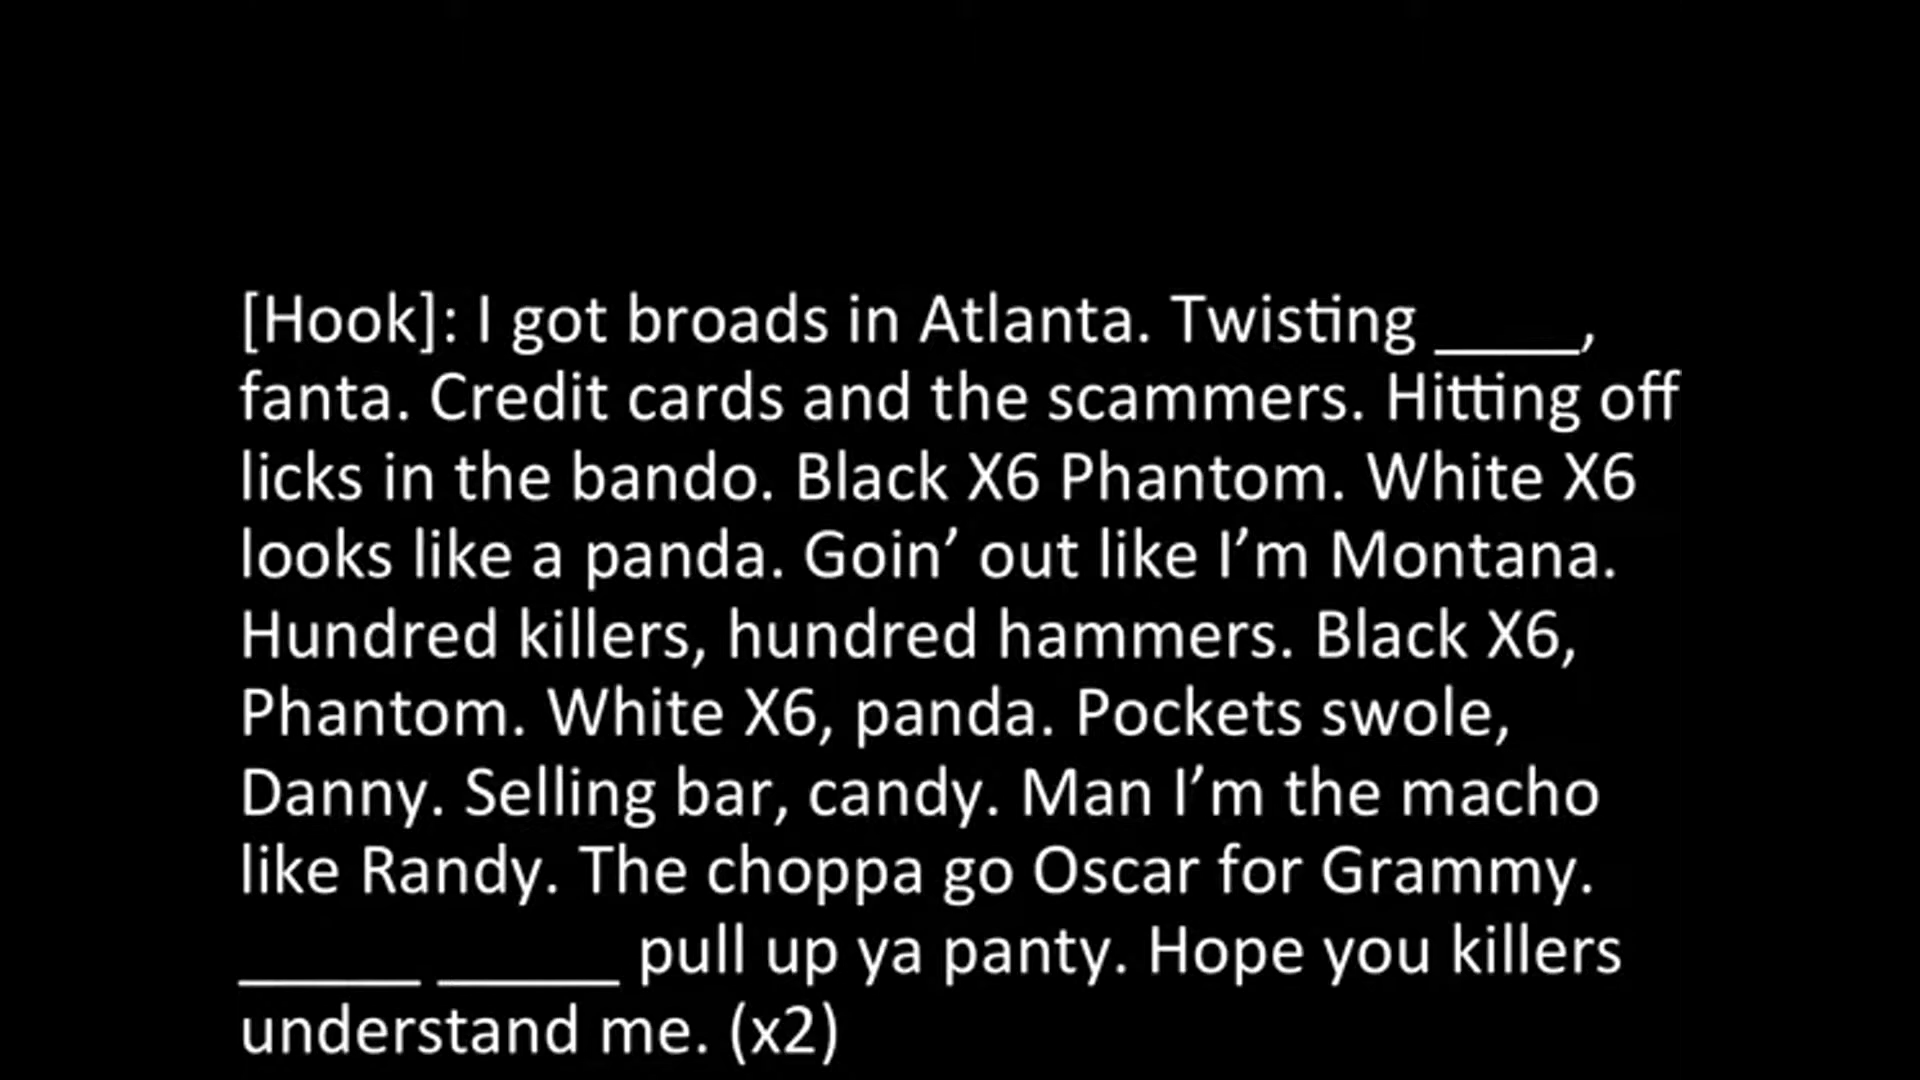 [Hook]: I got broads in Atlanta. Twisting ____,
fanta. Credit cards and the scammers. Hitting off
licks in the bando. Black X6 Phantom. White X6
looks like a panda. Goin’ out like I’m Montana.
Hundred killers, hundred hammers. Black X6,
Phantom. White X6, panda. Pockets swole,
Danny. Selling bar, candy. Man I’m the macho
like Randy. The choppa go Oscar for Grammy.
_____ _____ pull up ya panty. Hope you killers
understand me. (x2)